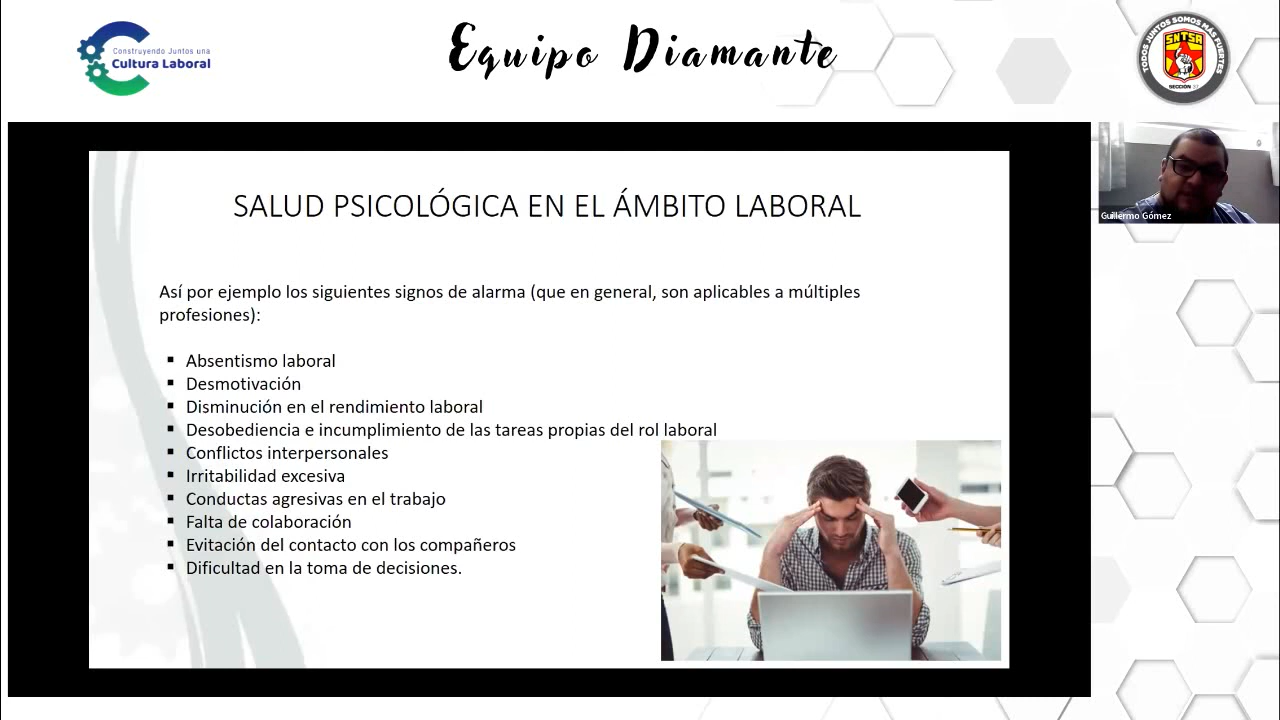 Construyendo Juntos una
Cultura Laboral
Equipo Diamante
TODOS JUNTOS SOMOS MÁS FUERTES
SNTSA
SECCIÓN 37
Guillermo Gómez
SALUD PSICOLÓGICA EN EL ÁMBITO LABORAL
Así por ejemplo los siguientes signos de alarma (que en general, son aplicables a múltiples
profesiones):
▪ Absentismo laboral
▪ Desmotivación
▪ Disminución en el rendimiento laboral
▪ Desobediencia e incumplimiento de las tareas propias del rol laboral
▪ Conflictos interpersonales
▪ Irritabilidad excesiva
▪ Conductas agresivas en el trabajo
▪ Falta de colaboración
▪ Evitación del contacto con los compañeros
▪ Dificultad en la toma de decisiones.